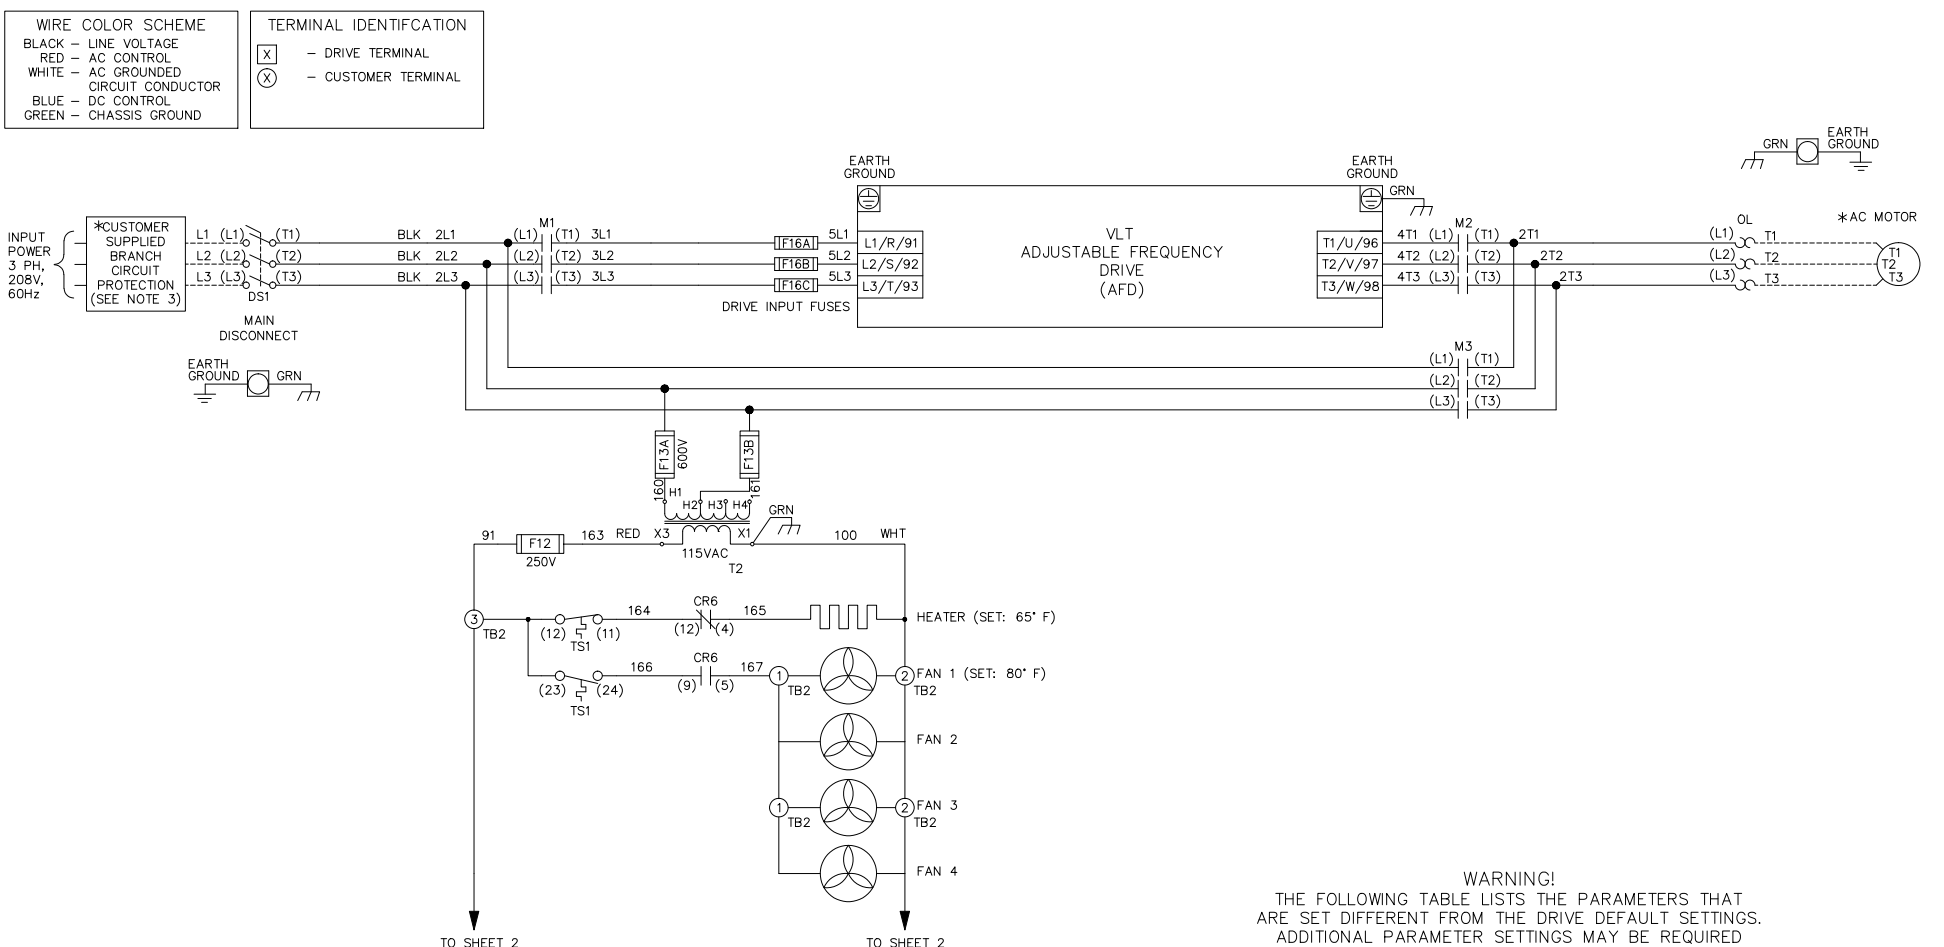 WIRE COLOR SCHEME
BLACK – LINE VOLTAGE
RED – AC CONTROL
WHITE – AC GROUNDED
CIRCUIT CONDUCTOR
BLUE – DC CONTROL
GREEN – CHASSIS GROUND
TERMINAL IDENTIFCATION
X – DRIVE TERMINAL
X – CUSTOMER TERMINAL
GRN
EARTH
GROUND
EARTH
GROUND
EARTH
GROUND
GRN
INPUT
POWER
3 PH,
208V,
60Hz
*CUSTOMER
SUPPLIED
BRANCH
CIRCUIT
PROTECTION
(SEE NOTE 3)
L1 (L1) (T1) BLK 2L1 (L1) M1 (T1) 3L1 F16A 5L1 L1/R/91
L2 (L2) (T2) BLK 2L2 (L2) (T2) 3L2 F16B 5L2 L2/S/92
L3 (L3) (T3) BLK 2L3 (L3) (T3) 3L3 F16C 5L3 L3/T/93
DS1
MAIN
DISCONNECT
DRIVE INPUT FUSES
VLT
ADJUSTABLE FREQUENCY
DRIVE
(AFD)
T1/U/96 4T1 (L1) M2 (T1) 2T1 (L1) OL T1
T2/V/97 4T2 (L2) (T2) 2T2 (L2) T2
T3/W/98 4T3 (L3) (T3) 2T3 (L3) T3
*AC MOTOR
T1
T2
T3
EARTH
GROUND GRN
M3
(L1) (T1)
(L2) (T2)
(L3) (T3)
F13A
600V
F13B
160 H1 H2 H3 H4 161
GRN
91 F12 163 RED X3 X1 100 WHT
250V
115VAC
T2
3 TB2
(12) (11) 164 CR6 (12) (4) 165 HEATER (SET: 65° F)
TS1
(23) (24) 166 CR6 (9) (5) 167 1 TB2 2 FAN 1 (SET: 80° F)
TB2
TS1
FAN 2
1 TB2 2 FAN 3
TB2
FAN 4
TO SHEET 2
TO SHEET 2
WARNING!
THE FOLLOWING TABLE LISTS THE PARAMETERS THAT
ARE SET DIFFERENT FROM THE DRIVE DEFAULT SETTINGS.
ADDITIONAL PARAMETER SETTINGS MAY BE REQUIRED